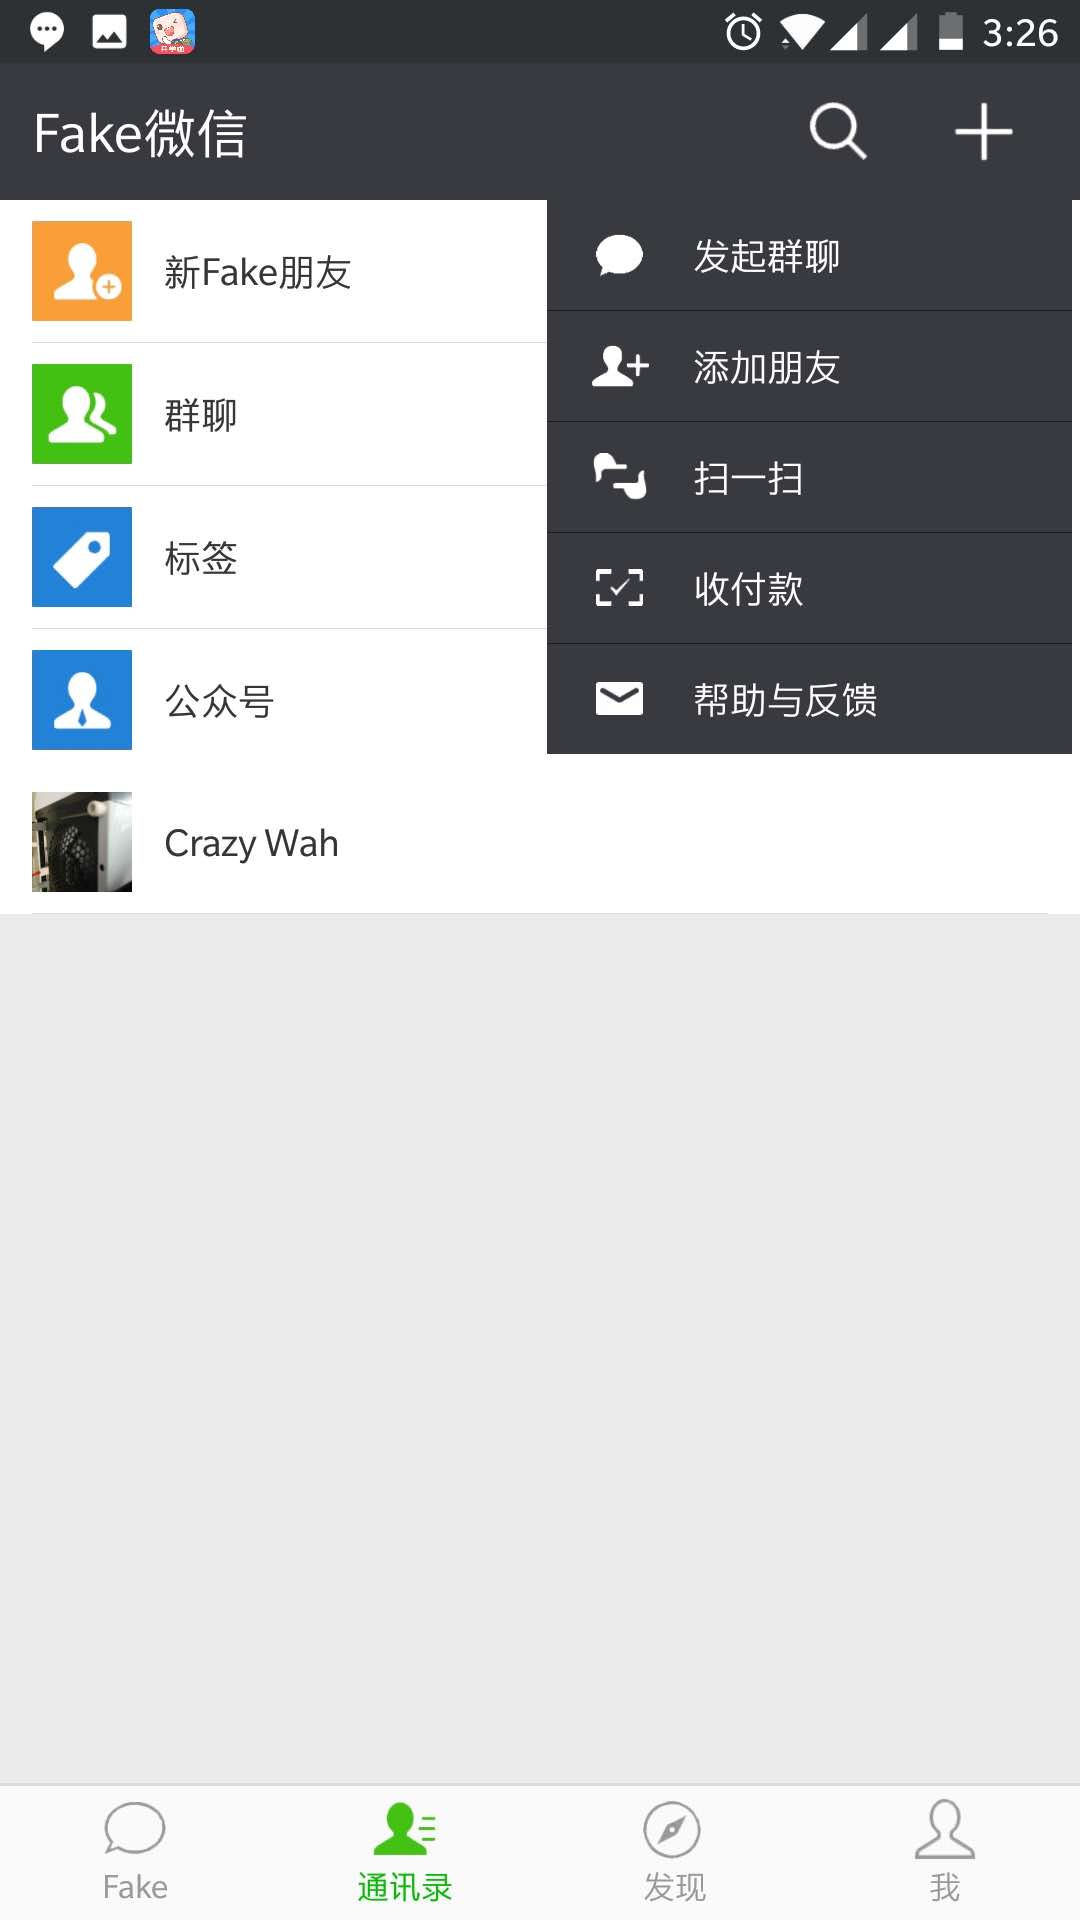 3:26
Fake微信
新Fake朋友
群聊
标签
公众号
Crazy Wah
发起群聊
添加朋友
扫一扫
收付款
帮助与反馈
Fake
通讯录
发现
我